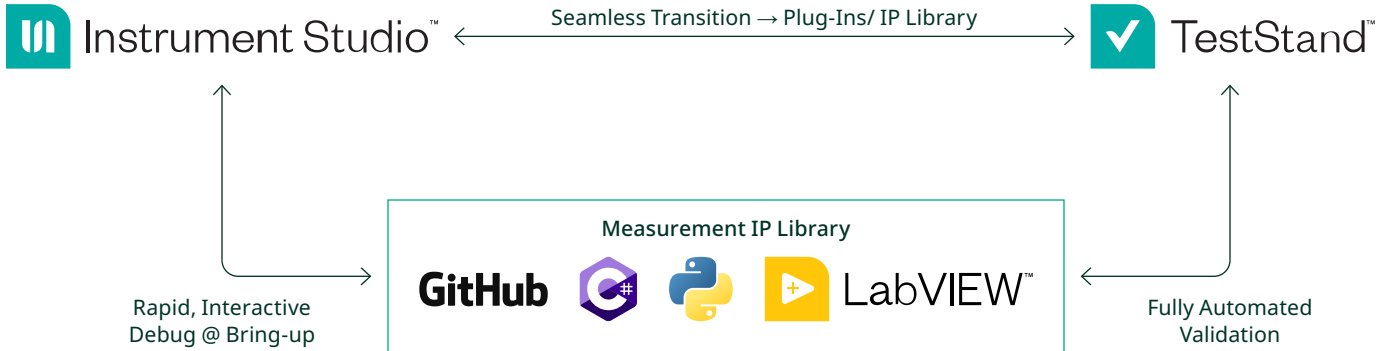 Instrument Studio™
Seamless Transition → Plug-Ins/ IP Library
TestStand™
Measurement IP Library
GitHub
C#
LabVIEW™
Rapid, Interactive
Debug @ Bring-up
Fully Automated
Validation